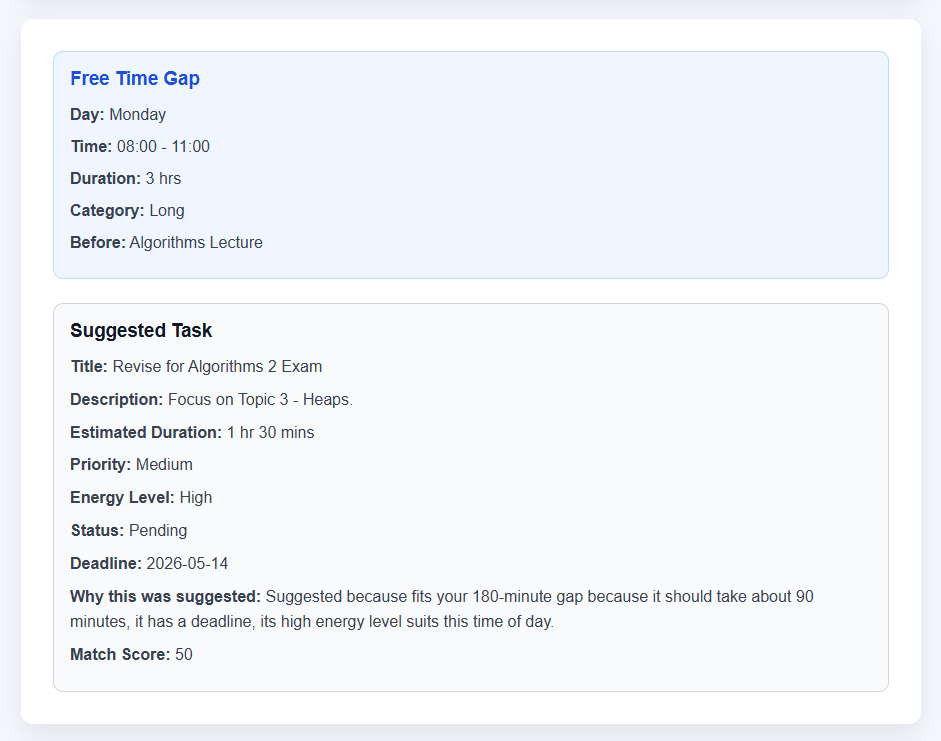 Free Time Gap
Day: Monday
Time: 08:00 - 11:00
Duration: 3 hrs
Category: Long
Before: Algorithms Lecture
Suggested Task
Title: Revise for Algorithms 2 Exam
Description: Focus on Topic 3 - Heaps.
Estimated Duration: 1 hr 30 mins
Priority: Medium
Energy Level: High
Status: Pending
Deadline: 2026-05-14
Why this was suggested: Suggested because fits your 180-minute gap because it should take about 90
minutes, it has a deadline, its high energy level suits this time of day.
Match Score: 50